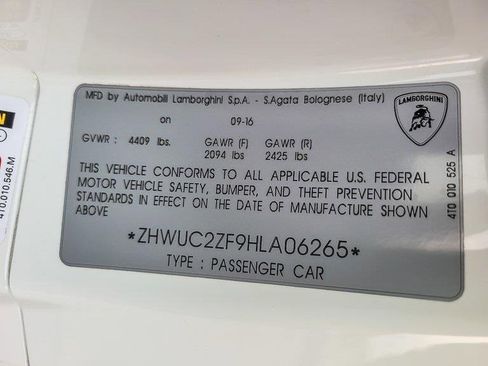 MFD by Automobili Lamborghini S.p.A. - S.Agata Bolognese (Italy)
on 09-16
GVWR : 4409 lbs. GAWR (F) GAWR (R)
2094 lbs 2425 lbs
THIS VEHICLE CONFORMS TO ALL APPLICABLE U.S. FEDERAL
MOTOR VEHICLE SAFETY, BUMPER, AND THEFT PREVENTION
STANDARDS IN EFFECT ON THE DATE OF MANUFACTURE SHOWN
ABOVE
*ZHWUC2ZF9HLA06265*
TYPE : PASSENGER CAR
LAMBORGHINI
4T0 010 525 A
4T0.010.546.M